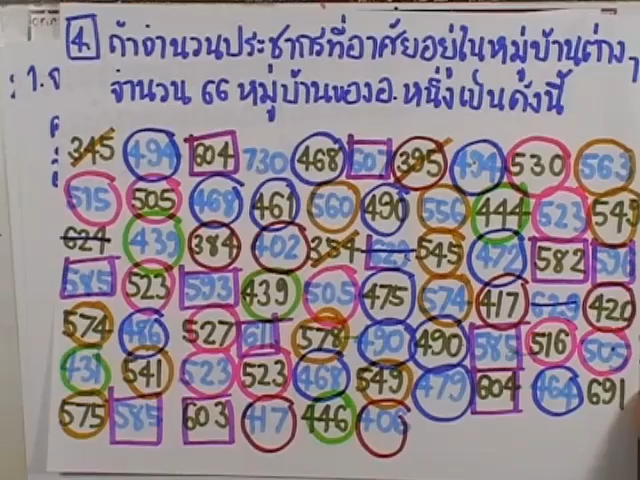 4. ถ้าจำนวนประชากรที่อาศัยอยู่ในหมู่บ้านต่างๆ
จำนวน 66 หมู่บ้านของอ.หนึ่งเป็นดังนี้
345 494 604 730 468 507 395 494 530 563
515 505 468 461 560 490 556 444 523 549
624 439 384 402 384 629 545 472 582 596
585 523 593 439 505 475 574 417 629 420
574 486 527 611 578 490 490 585 516 505
431 541 523 523 468 549 479 604 464 691
575 585 603 417 446 406